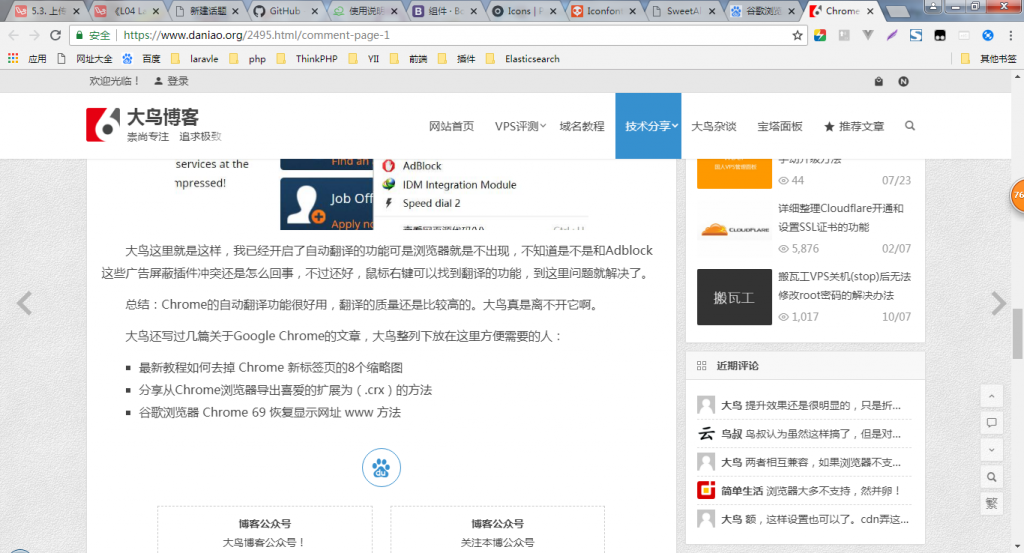 5.3. 上传
《L04 La
新建话题
GitHub
使用说明
组件 · Bo
Icons | F
Iconfont
SweetAl
谷歌浏览
Chrome
安全 | https://www.daniao.org/2495.html/comment-page-1
应用 网址大全 百度 laravle php ThinkPHP YII 前端 插件 Elasticsearch 其他书签
欢迎光临！ 登录
大鸟博客
崇尚专注 追求极致
网站首页 VPS评测 域名教程 技术分享 大鸟杂谈 宝塔面板 ★ 推荐文章
services at the
mpressed!
Find an
Job Off
Apply no
AdBlock
IDM Integration Module
Speed dial 2
查看网页源代码(V) Ctrl+U
大鸟这里就是这样，我已经开启了自动翻译的功能可是浏览器就是不出现，不知道是不是和Adblock
这些广告屏蔽插件冲突还是怎么回事，不过还好，鼠标右键可以找到翻译的功能，到这里问题就解决了。
总结：Chrome的自动翻译功能很好用，翻译的质量还是比较高的。大鸟真是离不开它啊。
大鸟还写过几篇关于Google Chrome的文章，大鸟整列下放在这里方便需要的人：
最新教程如何去掉 Chrome 新标签页的8个缩略图
分享从Chrome浏览器导出喜爱的扩展为（.crx）的方法
谷歌浏览器 Chrome 69 恢复显示网址 www 方法
博客公众号
大鸟博客公众号！
博客公众号
关注本博公众号
手动升级方法
44 07/23
CLOUDFLARE
详细整理Cloudflare开通和
设置SSL证书的功能
5,876 02/07
搬瓦工
搬瓦工VPS关机(stop)后无法
修改root密码的解决办法
1,017 10/07
近期评论
大鸟 提升效果还是很明显的，只是折...
云 鸟叔 鸟叔认为虽然这样搞了，但是对...
大鸟 两者相互兼容，如果浏览器不支...
简单生活 浏览器大多不支持，然并卵！
大鸟 额，这样设置也可以了。cdn弄这...
繁
76